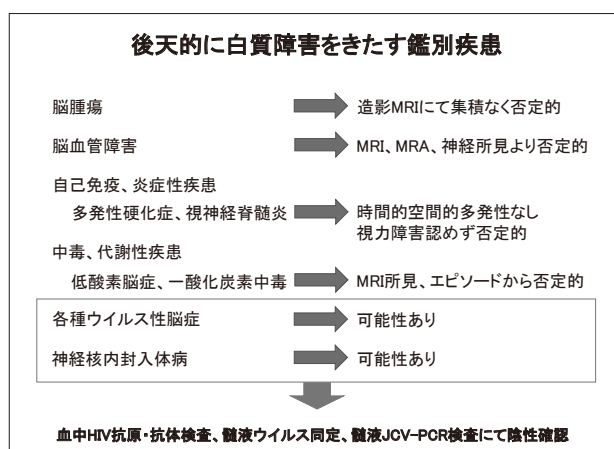 後天的に白質障害をきたす鑑別疾患
脳腫瘍 造影MRIにて集積なく否定的
脳血管障害 MRI、MRA、神経所見より否定的
自己免疫、炎症性疾患
多発性硬化症、視神経脊髄炎 時間的空間的多発性なし
視力障害認めず否定的
中毒、代謝性疾患
低酸素脳症、一酸化炭素中毒 MRI所見、エピソードから否定的
各種ウイルス性脳症 可能性あり
神経核内封入体病 可能性あり
血中HIV抗原・抗体検査、髄液ウイルス同定、髄液JCV-PCR検査にて陰性確認